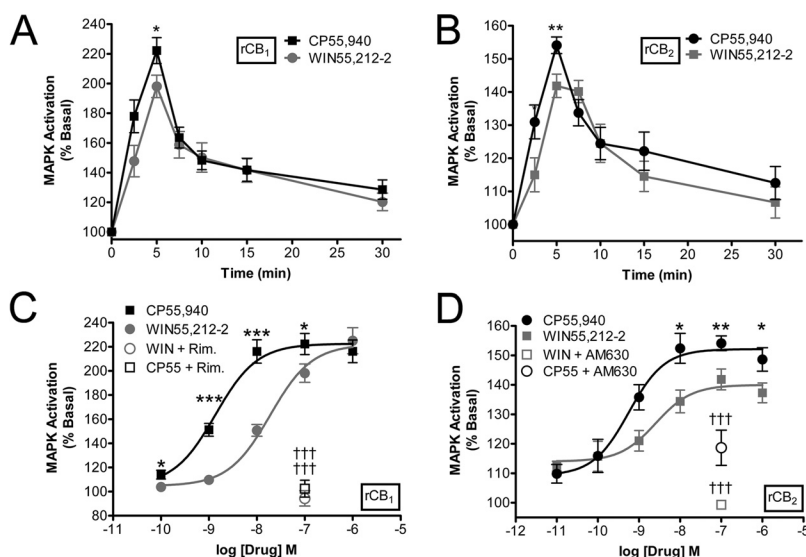 A
240
220
200
180
160
140
120
100
MAPK Activation
(% Basal)
*
rCB1
CP55,940
WIN55,212-2
0
5
10
15
20
25
30
Time (min)
B
160
150
140
130
120
110
100
MAPK Activation
(% Basal)
**
rCB2
CP55,940
WIN55,212-2
0
5
10
15
20
25
30
Time (min)
C
CP55,940
WIN55,212-2
WIN + Rim.
CP55 + Rim.
240
220
200
180
160
140
120
100
80
MAPK Activation
(% Basal)
*
***
***
*
†††
†††
rCB1
-11
-10
-9
-8
-7
-6
-5
log [Drug] M
D
CP55,940
WIN55,212-2
WIN + AM630
CP55 + AM630
160
150
140
130
120
110
100
MAPK Activation
(% Basal)
*
**
*
†††
†††
rCB2
-12
-11
-10
-9
-8
-7
-6
-5
log [Drug] M